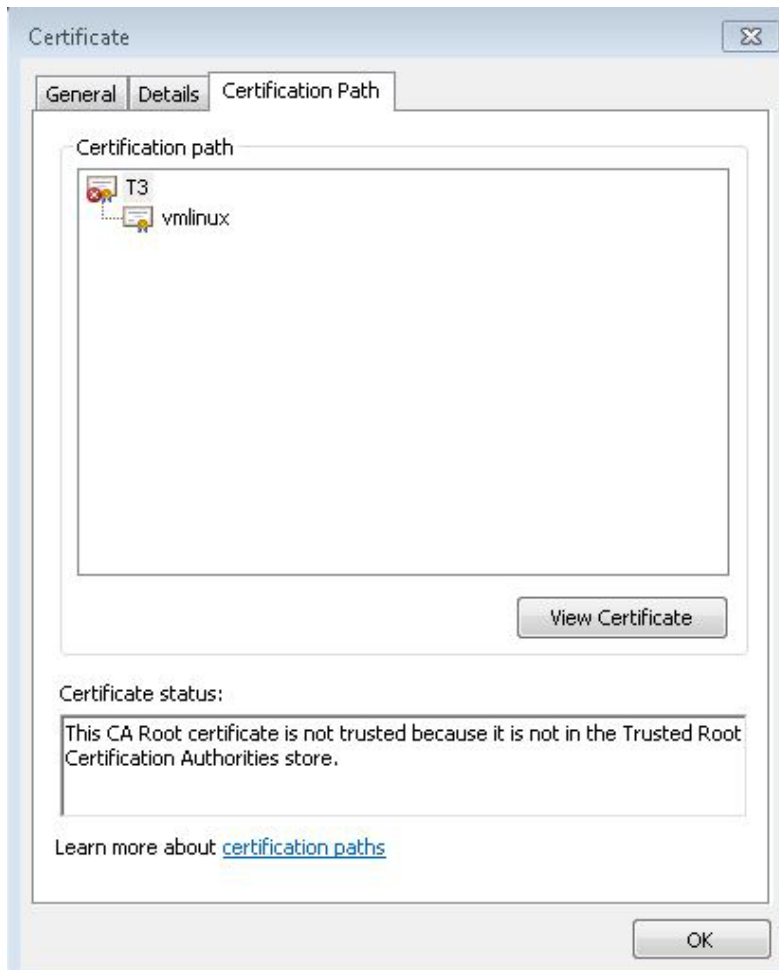 Certificate
General Details Certification Path
Certification path
T3
vmlinux
View Certificate
Certificate status:
This CA Root certificate is not trusted because it is not in the Trusted Root
Certification Authorities store.
Learn more about certification paths
OK